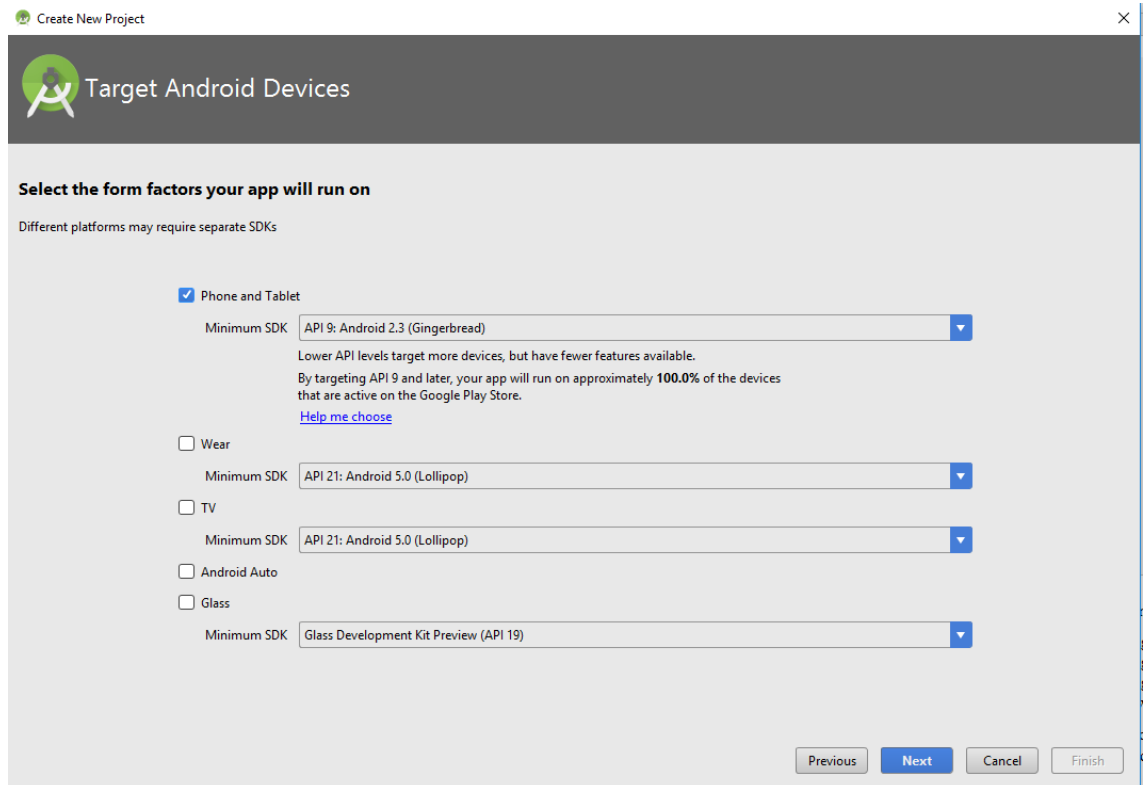 Create New Project
Target Android Devices
Select the form factors your app will run on
Different platforms may require separate SDKs
Phone and Tablet
Minimum SDK API 9: Android 2.3 (Gingerbread)
Lower API levels target more devices, but have fewer features available.
By targeting API 9 and later, your app will run on approximately 100.0% of the devices
that are active on the Google Play Store.
Help me choose
Wear
Minimum SDK API 21: Android 5.0 (Lollipop)
TV
Minimum SDK API 21: Android 5.0 (Lollipop)
Android Auto
Glass
Minimum SDK Glass Development Kit Preview (API 19)
Previous Next Cancel Finish